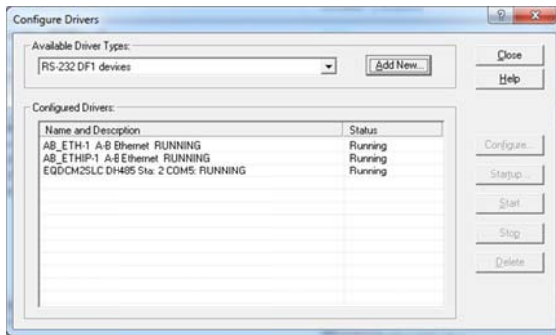 Configure Drivers
Available Driver Types:
RS-232 DF1 devices
Add New...
Close
Help
Configured Drivers:
Name and Description Status
AB_ETH-1 A-B Ethernet RUNNING Running
AB_ETHIP-1 A-B Ethernet RUNNING Running
EQDCM2SLC DH485 Sta: 2 COM5: RUNNING Running
Configure...
Startup...
Start
Stop
Delete